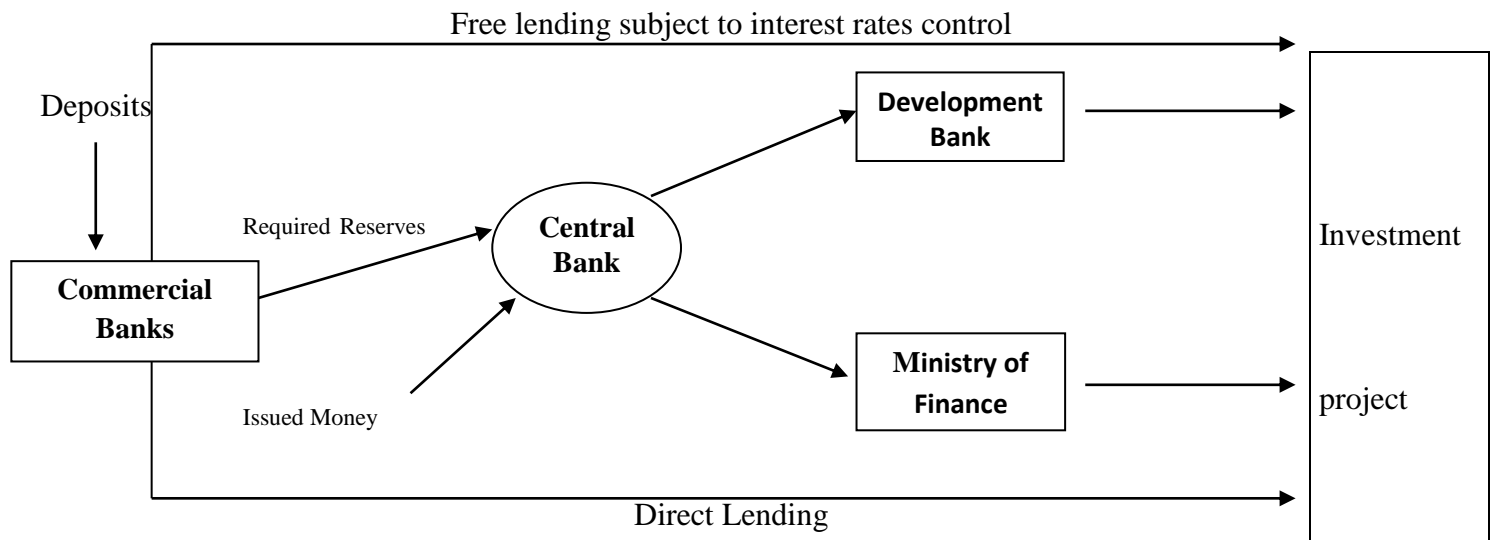 Free lending subject to interest rates control
Deposits
Development
Bank
Required Reserves
Central
Bank
Investment
Commercial
Banks
Ministry of
Finance
project
Issued Money
Direct Lending